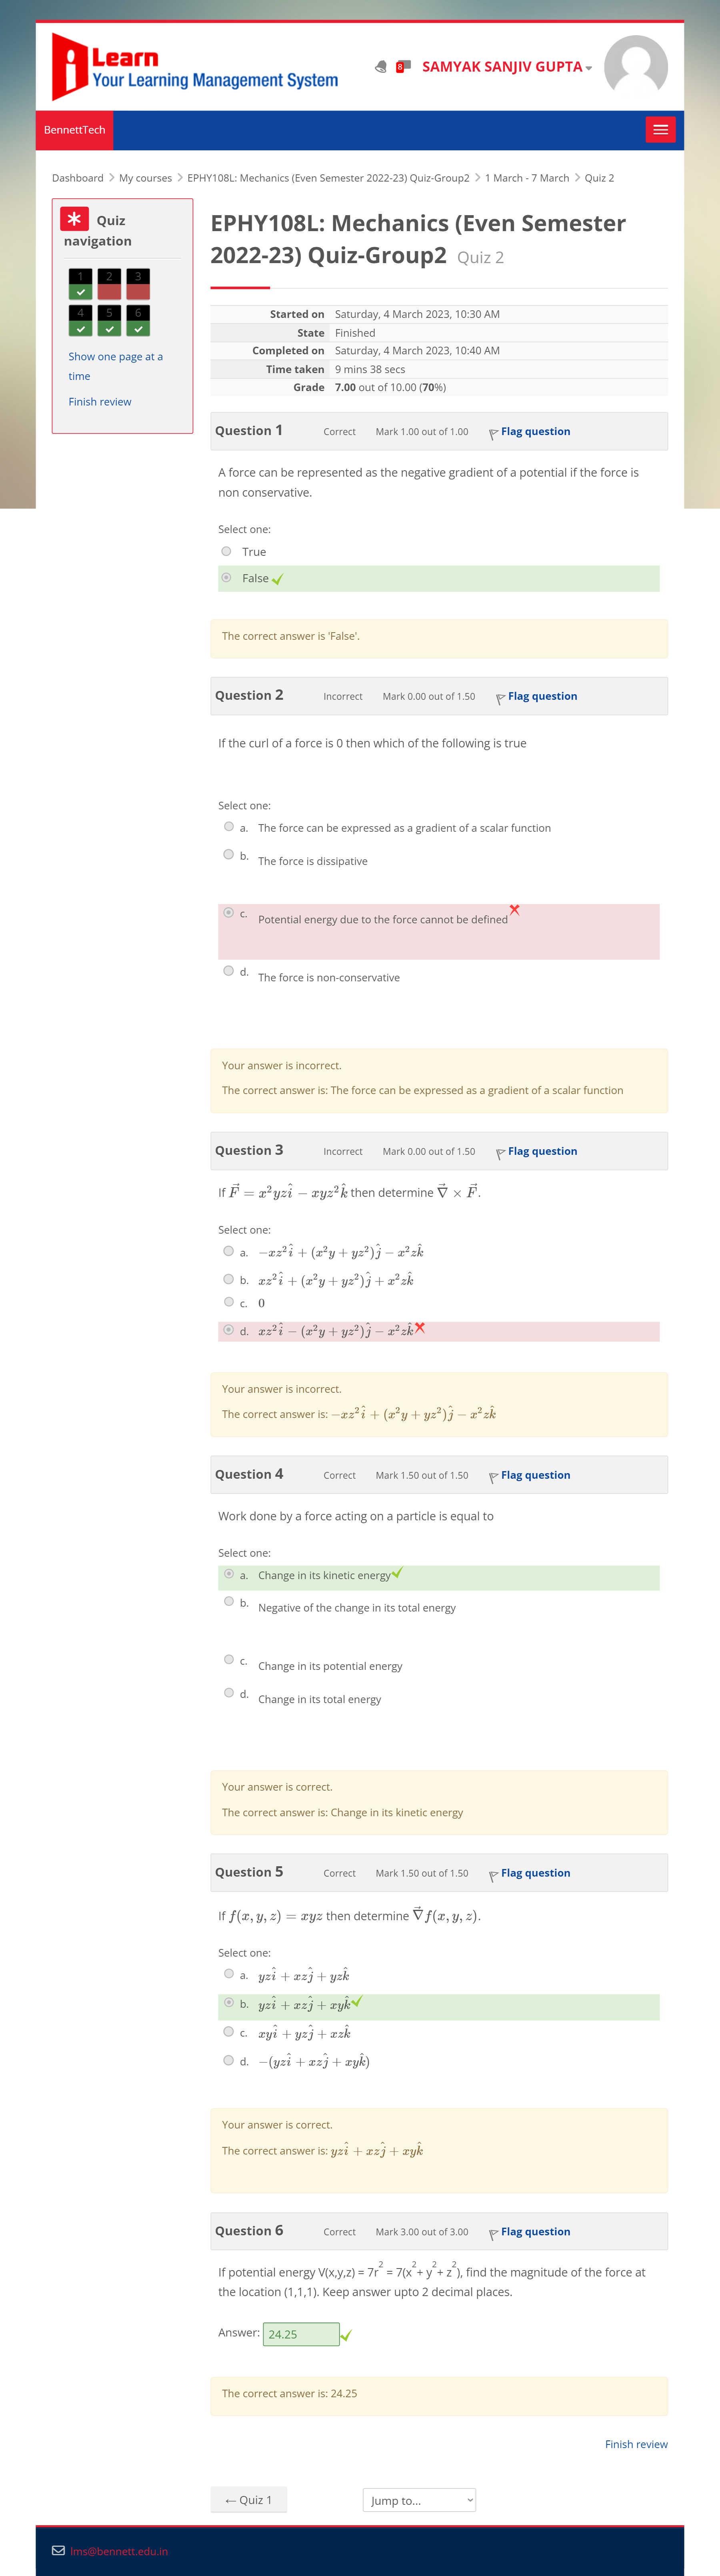 Learn
Your Learning Management System
8
SAMYAK SANJIV GUPTA
BennettTech
Dashboard > My courses > EPHY108L: Mechanics (Even Semester 2022-23) Quiz-Group2 > 1 March - 7 March > Quiz 2
Quiz
navigation
1 2 3
4 5 6
Show one page at a
time
Finish review
EPHY108L: Mechanics (Even Semester
2022-23) Quiz-Group2 Quiz 2
Started on Saturday, 4 March 2023, 10:30 AM
State Finished
Completed on Saturday, 4 March 2023, 10:40 AM
Time taken 9 mins 38 secs
Grade 7.00 out of 10.00 (70%)
Question 1 Correct Mark 1.00 out of 1.00 Flag question
A force can be represented as the negative gradient of a potential if the force is
non conservative.
Select one:
True
False
The correct answer is 'False'.
Question 2 Incorrect Mark 0.00 out of 1.50 Flag question
If the curl of a force is 0 then which of the following is true
Select one:
a. The force can be expressed as a gradient of a scalar function
b. The force is dissipative
c. Potential energy due to the force cannot be defined
d. The force is non-conservative
Your answer is incorrect.
The correct answer is: The force can be expressed as a gradient of a scalar function
Question 3 Incorrect Mark 0.00 out of 1.50 Flag question
If $\vec{F} = x^2yz\hat{i} - xyz^2\hat{k}$ then determine $\vec{\nabla} \times \vec{F}$.
Select one:
a. $-xz^2\hat{i} + (x^2y + yz^2)\hat{j} - x^2z\hat{k}$
b. $xz^2\hat{i} + (x^2y + yz^2)\hat{j} + x^2z\hat{k}$
c. 0
d. $xz^2\hat{i} - (x^2y + yz^2)\hat{j} - x^2z\hat{k}$
Your answer is incorrect.
The correct answer is: $-xz^2\hat{i} + (x^2y + yz^2)\hat{j} - x^2z\hat{k}$
Question 4 Correct Mark 1.50 out of 1.50 Flag question
Work done by a force acting on a particle is equal to
Select one:
a. Change in its kinetic energy
b. Negative of the change in its total energy
c. Change in its potential energy
d. Change in its total energy
Your answer is correct.
The correct answer is: Change in its kinetic energy
Question 5 Correct Mark 1.50 out of 1.50 Flag question
If $f(x, y, z) = xyz$ then determine $\vec{\nabla} f(x, y, z)$.
Select one:
a. $yz\hat{i} + xz\hat{j} + yz\hat{k}$
b. $yz\hat{i} + xz\hat{j} + xy\hat{k}$
c. $xy\hat{i} + yz\hat{j} + xz\hat{k}$
d. $-(yz\hat{i} + xz\hat{j} + xy\hat{k})$
Your answer is correct.
The correct answer is: $yz\hat{i} + xz\hat{j} + xy\hat{k}$
Question 6 Correct Mark 3.00 out of 3.00 Flag question
If potential energy V(x,y,z) = 7r² = 7(x²+ y²+ z²), find the magnitude of the force at
the location (1,1,1). Keep answer upto 2 decimal places.
Answer: 24.25
The correct answer is: 24.25
Finish review
← Quiz 1 Jump to...
lms@bennett.edu.in